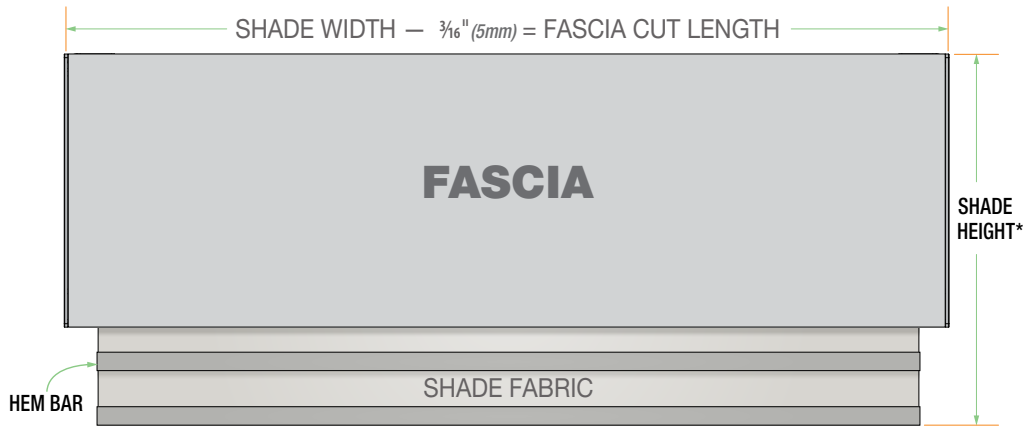 SHADE WIDTH — 3⁄16" (5mm) = FASCIA CUT LENGTH
FASCIA
SHADE
HEIGHT*
SHADE FABRIC
HEM BAR